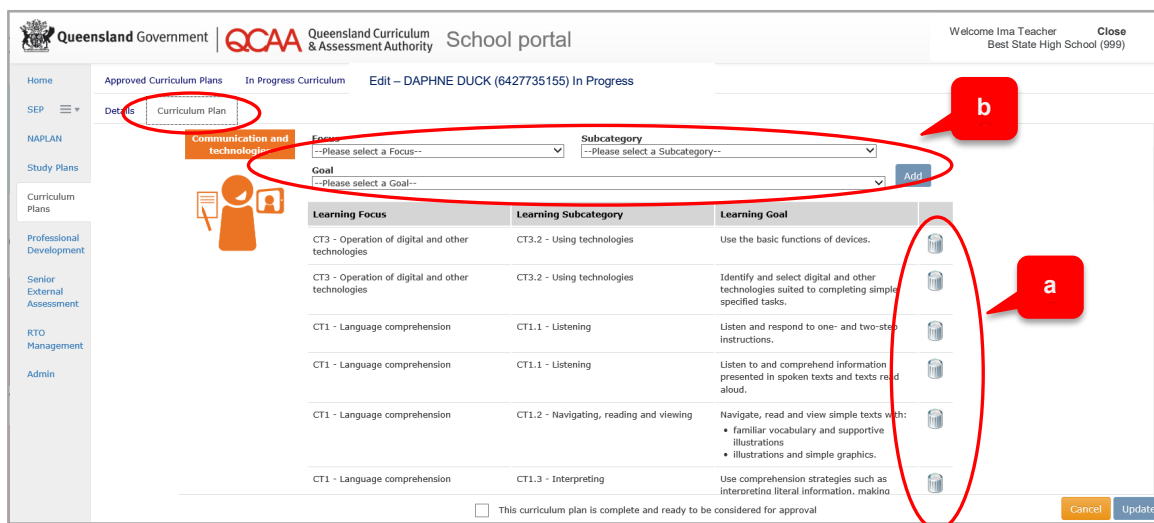 Queensland Government
QCAA
Queensland Curriculum
& Assessment Authority
School portal
Welcome Ima Teacher Close
Best State High School (999)
Home
SEP
NAPLAN
Study Plans
Curriculum
Plans
Professional
Development
Senior
External
Assessment
RTO
Management
Admin
Approved Curriculum Plans In Progress Curriculum Edit – DAPHNE DUCK (6427735155) In Progress
Details Curriculum Plan
b
Communication and
technologies
Focus Subcategory
--Please select a Focus-- --Please select a Subcategory--
Goal
--Please select a Goal-- Add
Learning Focus Learning Subcategory Learning Goal
CT3 - Operation of digital and other
technologies
CT3.2 - Using technologies
Use the basic functions of devices.
CT3 - Operation of digital and other
technologies
CT3.2 - Using technologies
Identify and select digital and other
technologies suited to completing simple
specified tasks.
a
CT1 - Language comprehension
CT1.1 - Listening
Listen and respond to one- and two-step
instructions.
CT1 - Language comprehension
CT1.1 - Listening
Listen to and comprehend information
presented in spoken texts and texts read
aloud.
CT1 - Language comprehension
CT1.2 - Navigating, reading and viewing
Navigate, read and view simple texts with:
• familiar vocabulary and supportive
illustrations
• illustrations and simple graphics.
CT1 - Language comprehension
CT1.3 - Interpreting
Use comprehension strategies such as
interpreting literal information, making
This curriculum plan is complete and ready to be considered for approval
Cancel Update